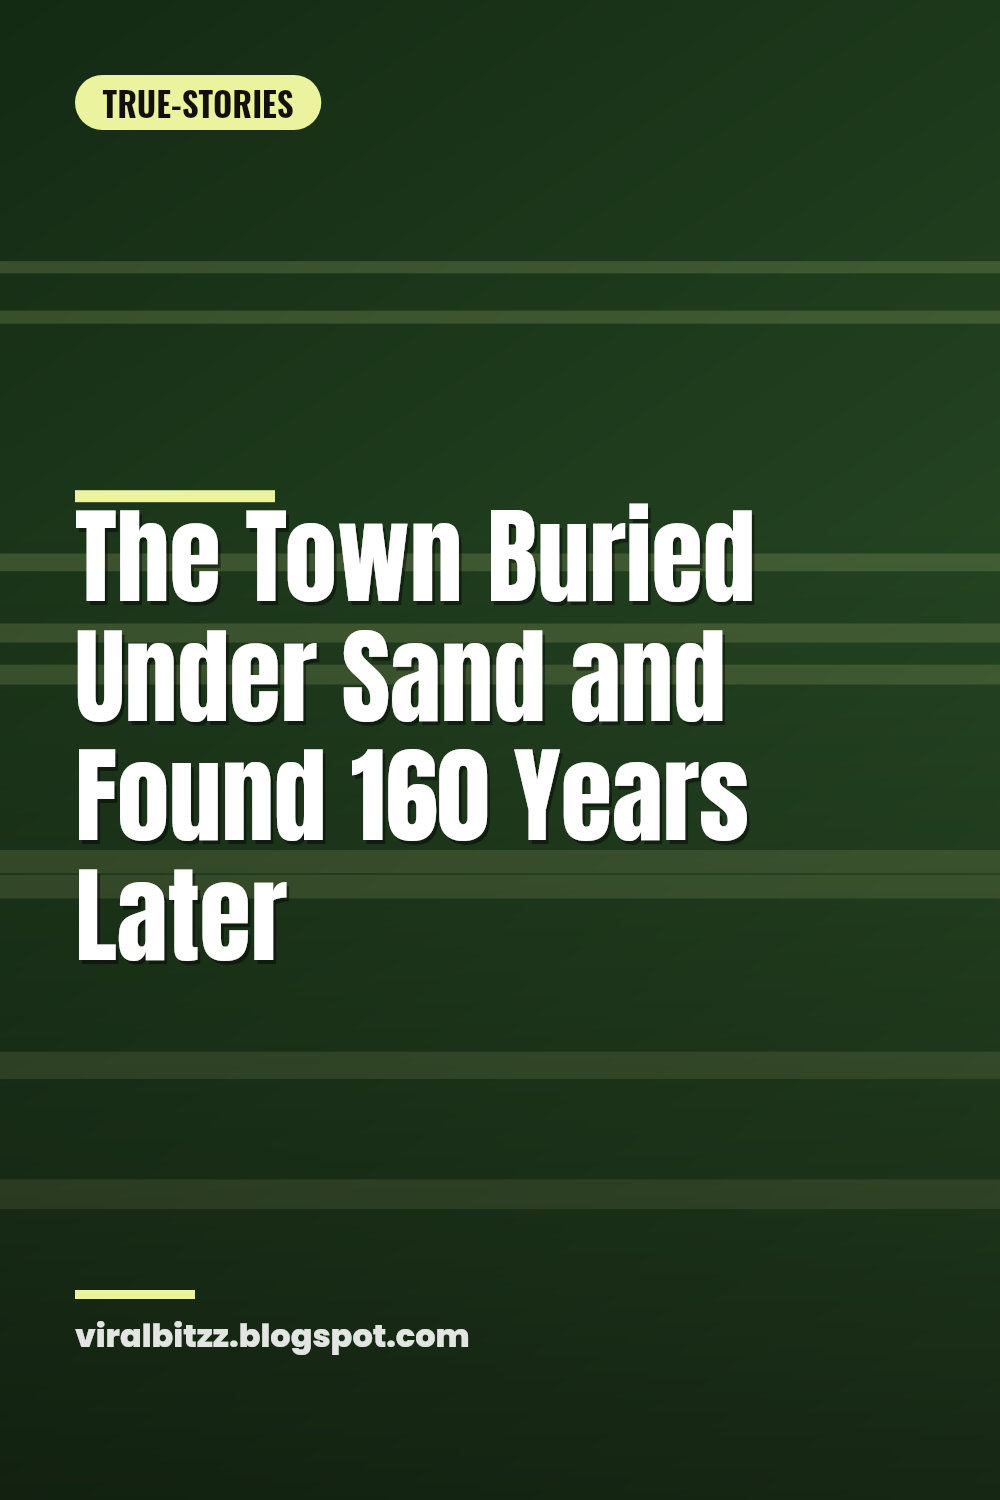 TRUE-STORIES
The Town Buried
Under Sand and
Found 160 Years
Later
viralbitzz.blogspot.com